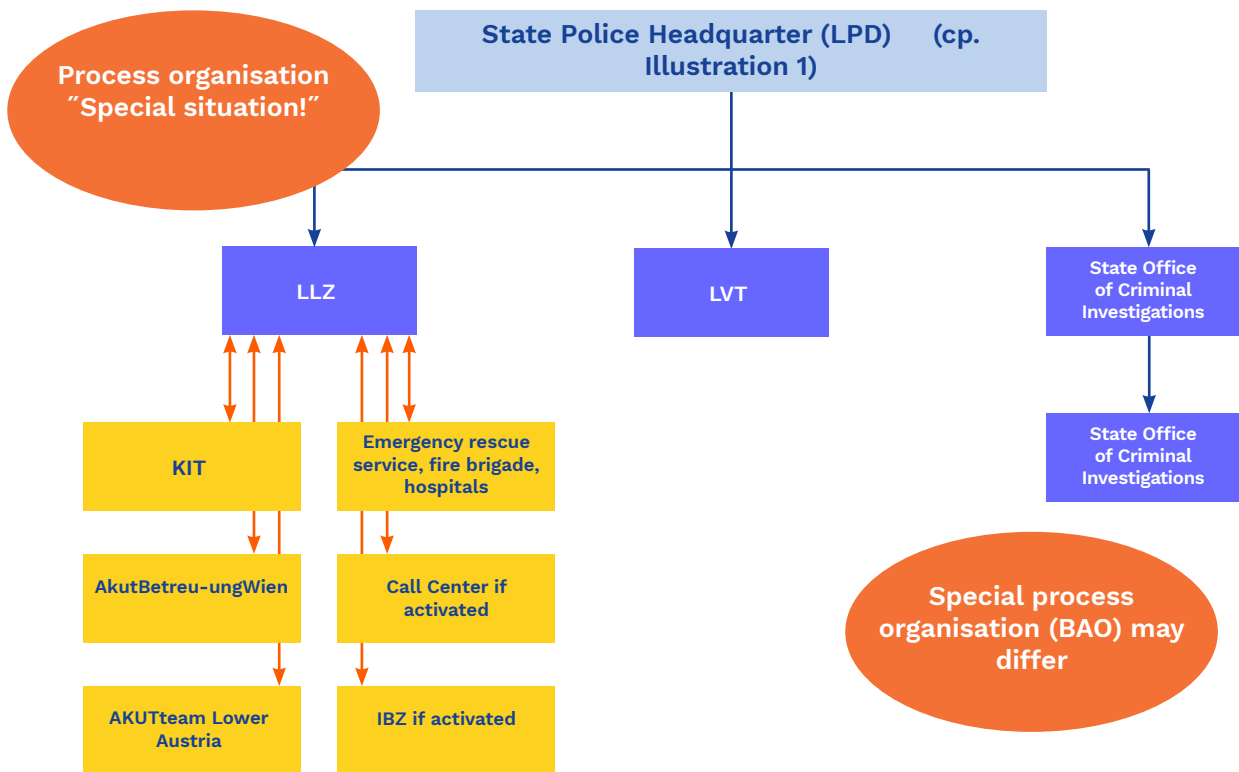 State Police Headquarter (LPD) (cp.
Illustration 1)
Process organisation
˝Special situation!˝
LLZ
LVT
State Office
of Criminal
Investigations
KIT
Emergency rescue
service, fire brigade,
hospitals
State Office
of Criminal
Investigations
AkutBetreu-ungWien
Call Center if
activated
Special process
organisation (BAO) may
differ
AKUTteam Lower
Austria
IBZ if activated